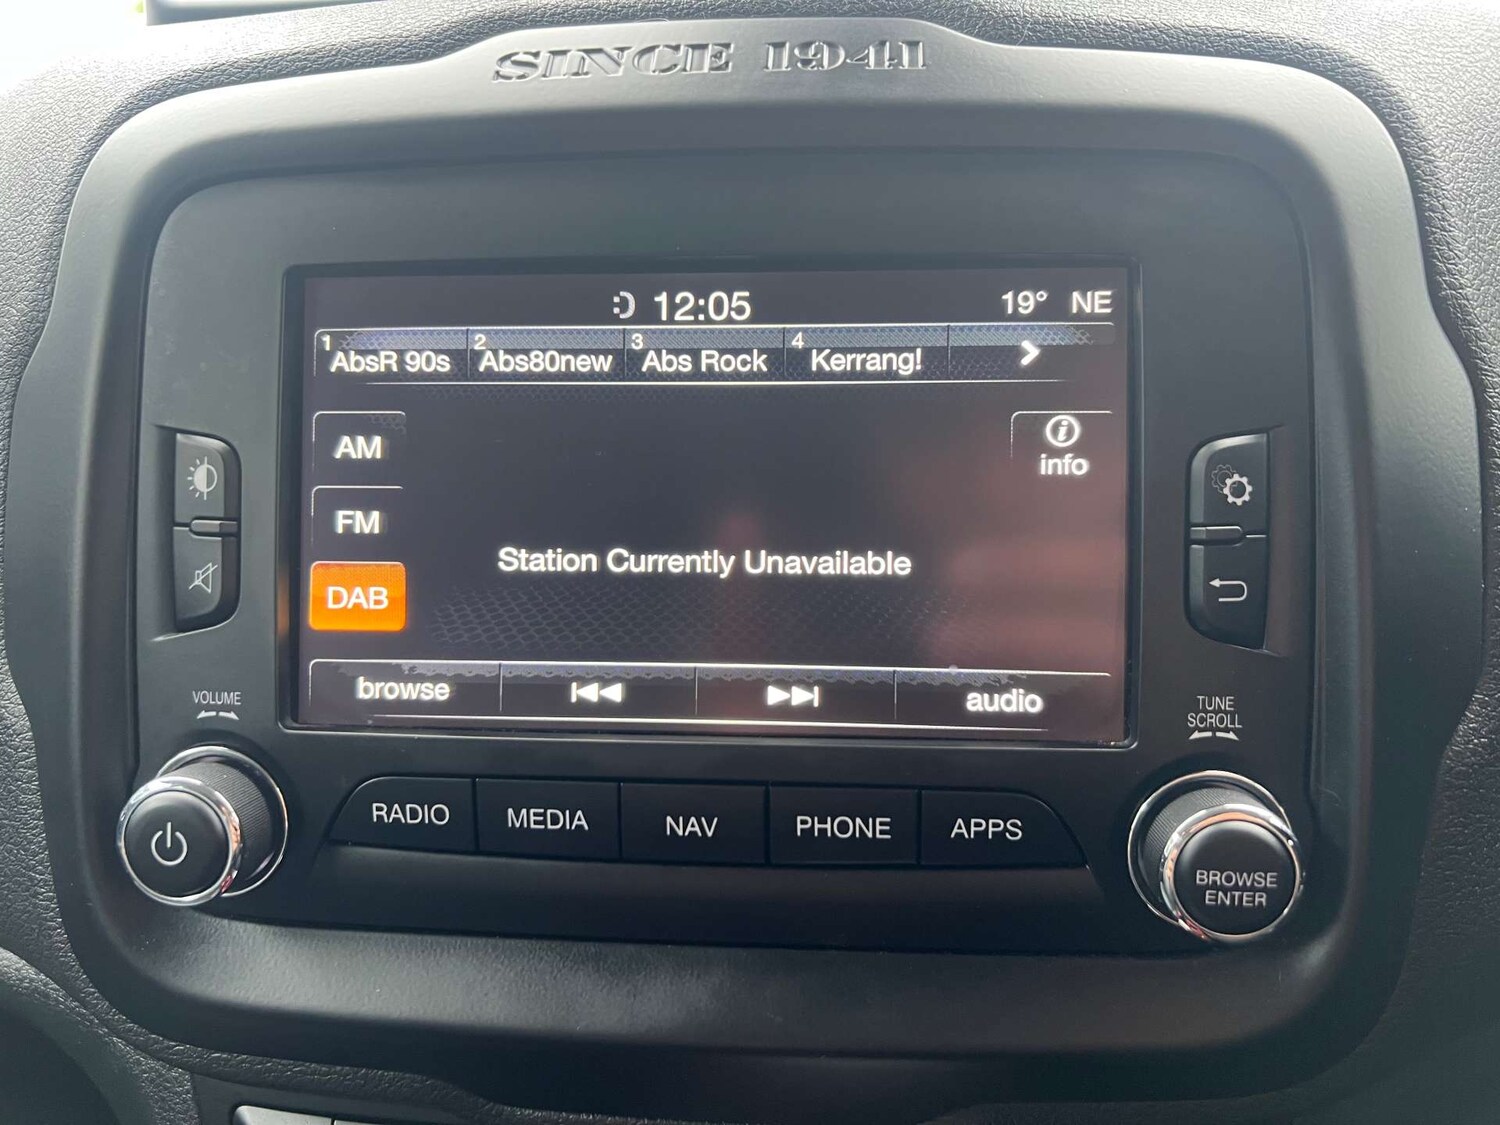 SINCE 1941
12:05 19° NE
1 AbsR 90s 2 Abs80new 3 Abs Rock 4 Kerrang!
AM
info
FM
Station Currently Unavailable
DAB
browse audio
VOLUME
TUNE
SCROLL
RADIO MEDIA NAV PHONE APPS
BROWSE
ENTER